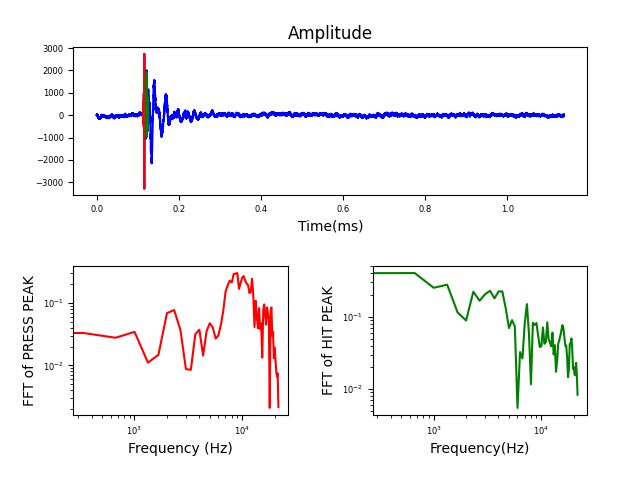 Amplitude
3000
2000
1000
0
−1000
−2000
−3000
0.0 0.2 0.4 0.6 0.8 1.0
Time(ms)
FFT of PRESS PEAK
10⁻¹
10⁻²
10³ 10⁴
Frequency (Hz)
FFT of HIT PEAK
10⁻¹
10⁻²
10³ 10⁴
Frequency(Hz)